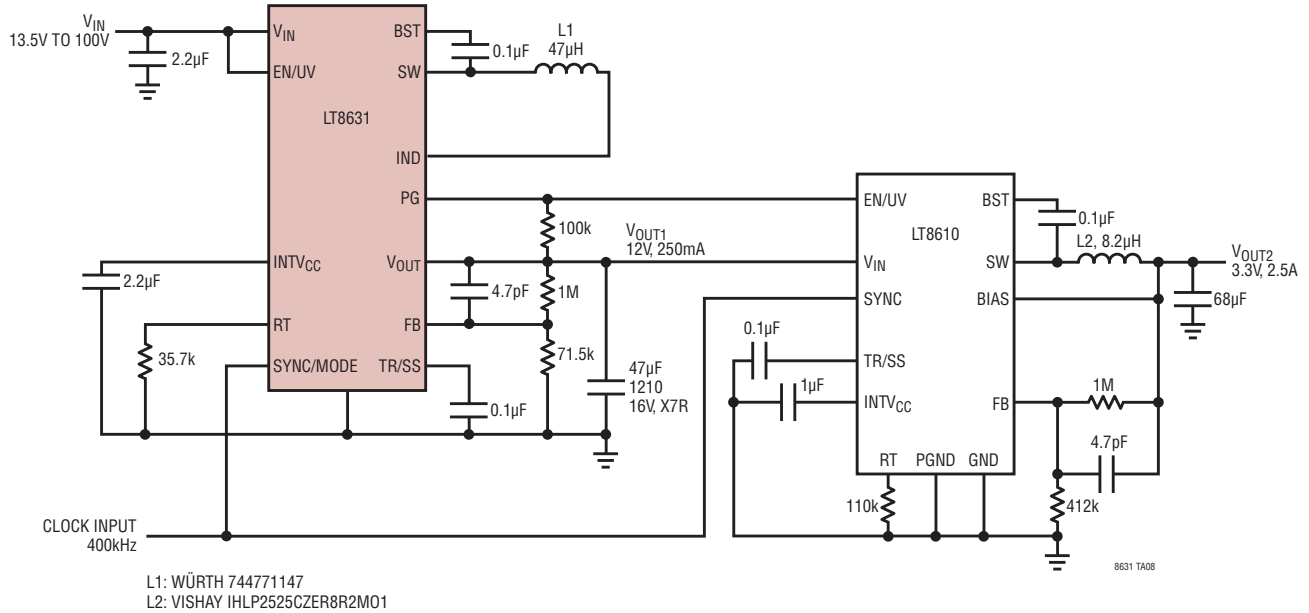 VIN
13.5V TO 100V
2.2µF
VIN
EN/UV
LT8631
BST
SW
IND
PG
VOUT
FB
TR/SS
INTVCC
RT
SYNC/MODE
0.1µF
L1
47µH
2.2µF
35.7k
100k
4.7pF
1M
71.5k
0.1µF
VOUT1
12V, 250mA
47µF
1210
16V, X7R
EN/UV
VIN
SYNC
TR/SS
INTVCC
LT8610
BST
SW
BIAS
FB
RT PGND GND
0.1µF
L2, 8.2µH
VOUT2
3.3V, 2.5A
68µF
0.1µF
1µF
1M
4.7pF
110k
412k
CLOCK INPUT
400kHz
8631 TA08
L1: WÜRTH 744771147
L2: VISHAY IHLP2525CZER8R2MO1